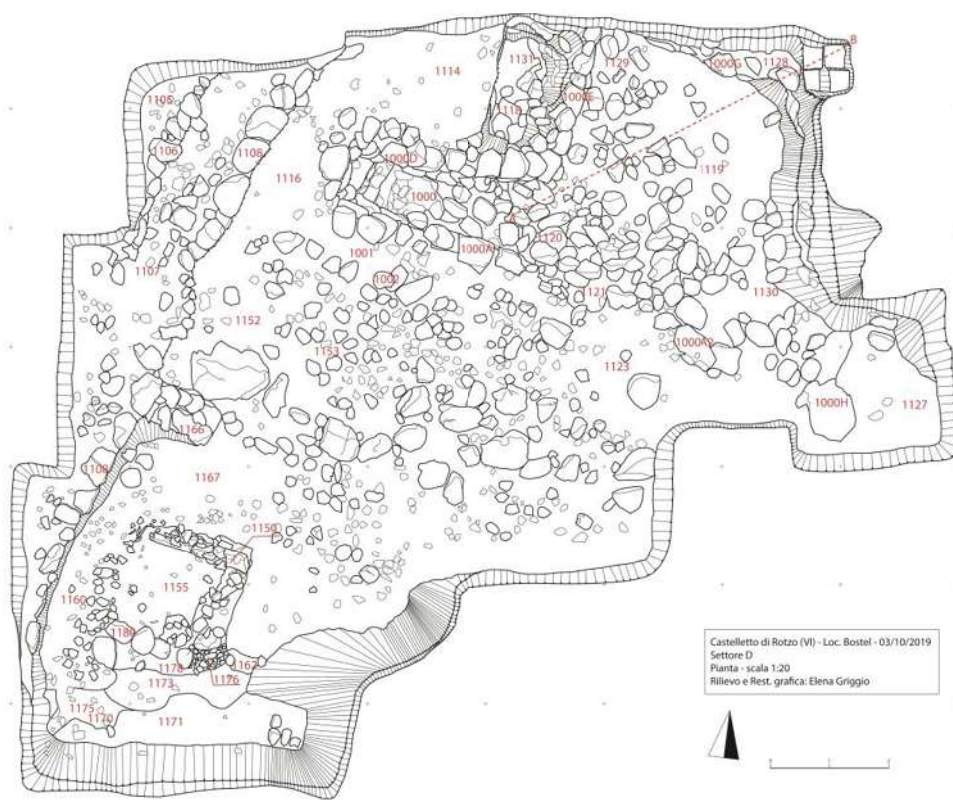 1131
1129
B
1000G
1128
1114
1105
1118
1000E
106
1108
1000D
1119
1116
1000
A
1120
1001
1000A
1107
1002
1121
1130
1152
1153
1000A2
1123
1000H
1127
1166
1108
1167
1150
1155
1160
1180
1178
1167
1173
1176
1175
1170
1171
Castelletto di Rotzo (VI) - Loc. Bostel - 03/10/2019
Settore D
Pianta - scala 1:20
Rilievo e Rest. grafica: Elena Griggio